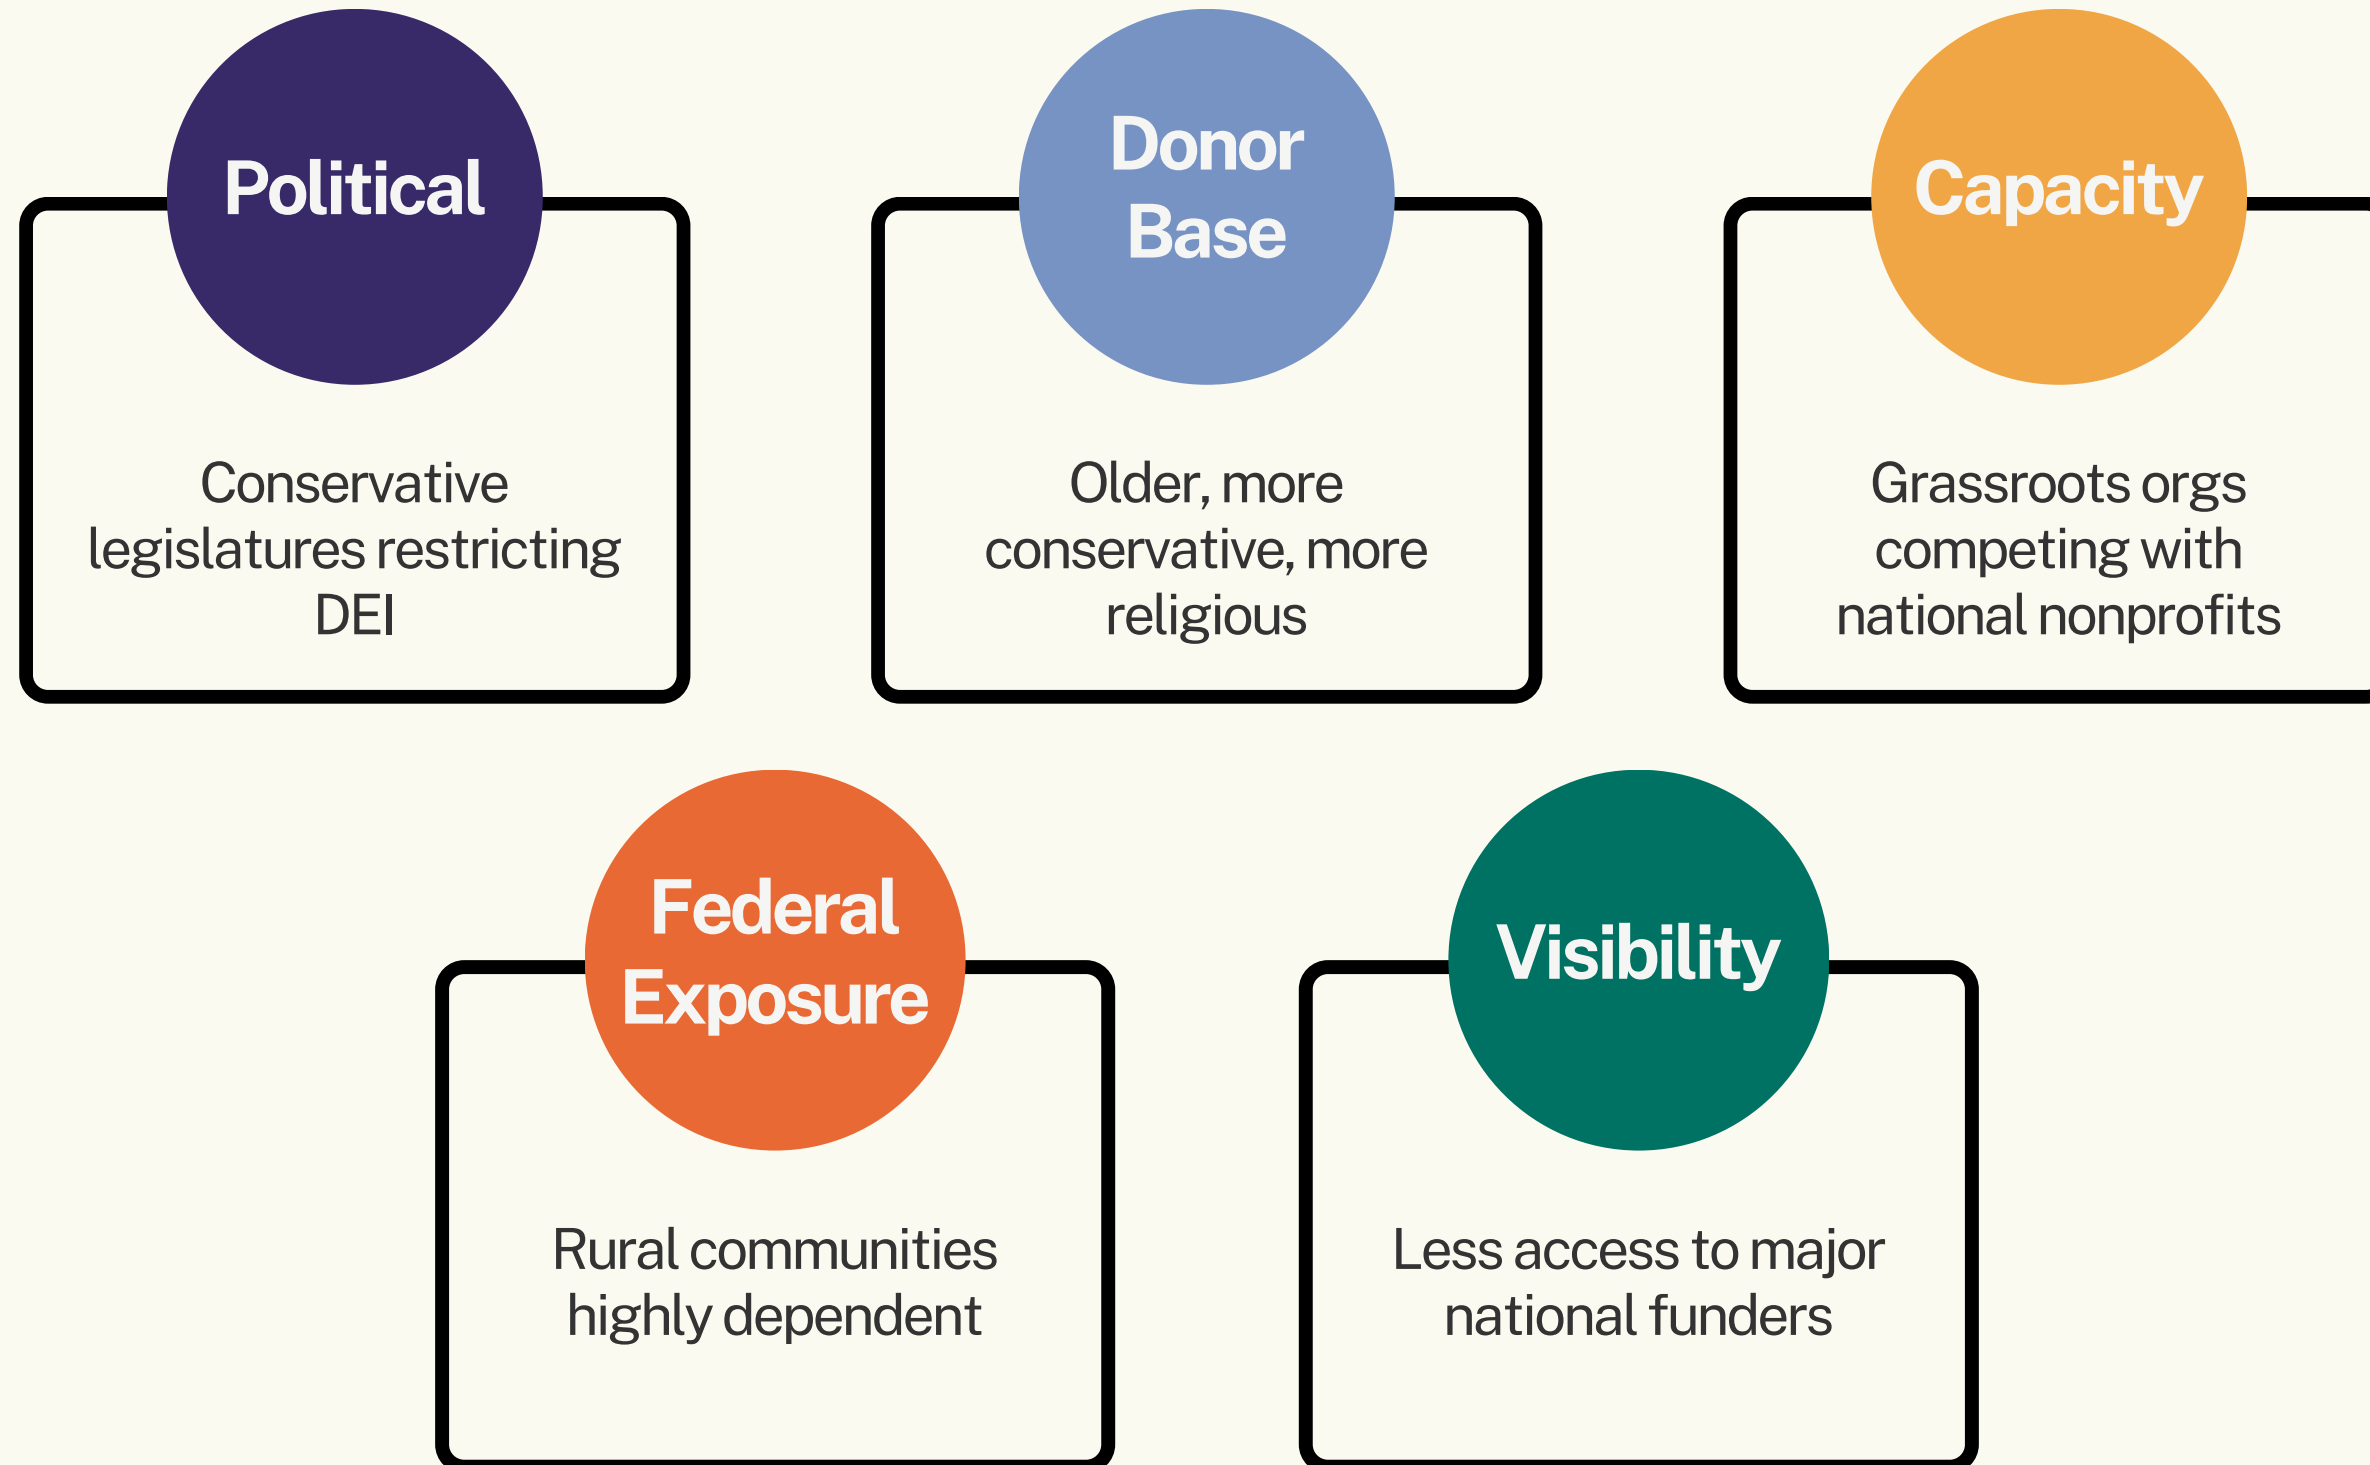 Political
Conservative
legislatures restricting
DEI
Donor
Base
Older, more
conservative, more
religious
Capacity
Grassroots orgs
competing with
national nonprofits
Federal
Exposure
Rural communities
highly dependent
Visibility
Less access to major
national funders